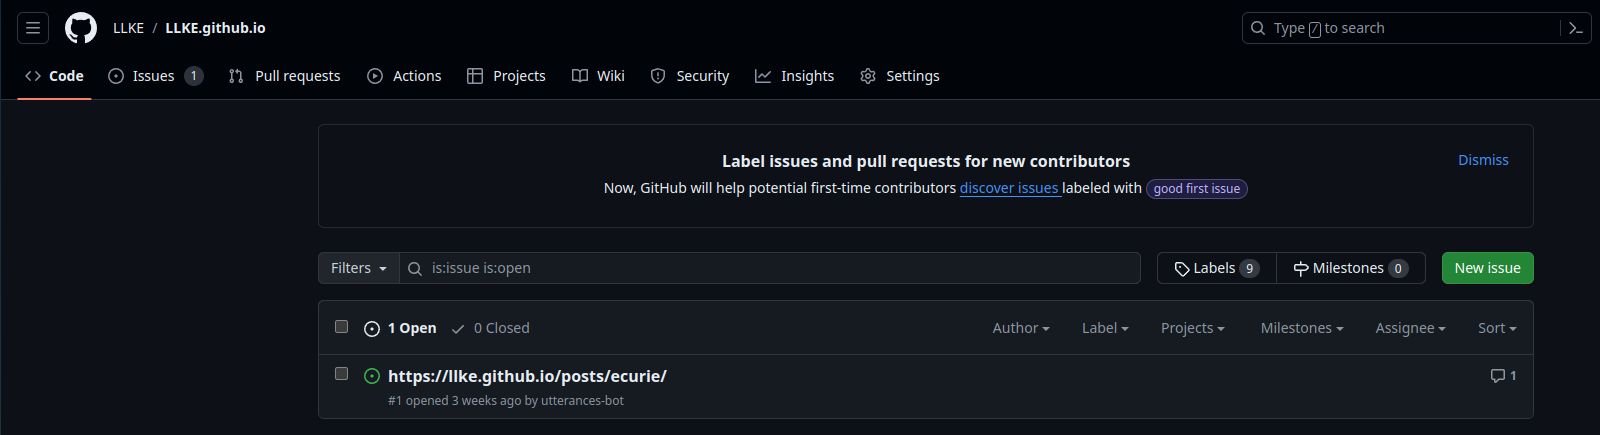 LLKE / LLKE.github.io
Type / to search
Code Issues 1 Pull requests Actions Projects Wiki Security Insights Settings
Label issues and pull requests for new contributors
Dismiss
Now, GitHub will help potential first-time contributors discover issues labeled with good first issue
Filters is:issue is:open Labels 9 Milestones 0 New issue
1 Open 0 Closed Author Label Projects Milestones Assignee Sort
https://llke.github.io/posts/ecurie/ 1
#1 opened 3 weeks ago by utterances-bot